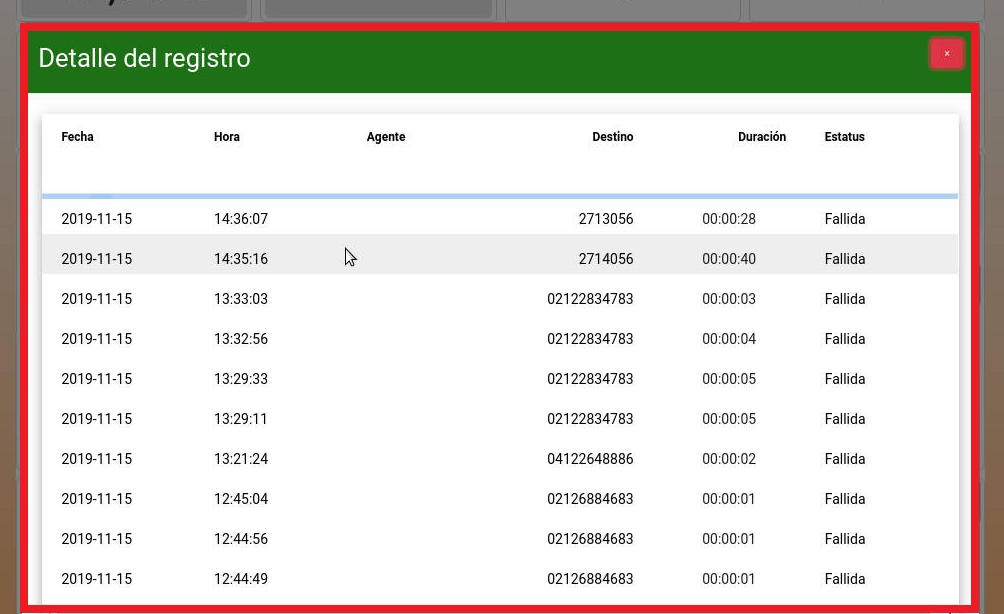 Detalle del registro
×
Fecha Hora Agente Destino Duración Estatus
2019-11-15 14:36:07 2713056 00:00:28 Fallida
2019-11-15 14:35:16 2714056 00:00:40 Fallida
2019-11-15 13:33:03 02122834783 00:00:03 Fallida
2019-11-15 13:32:56 02122834783 00:00:04 Fallida
2019-11-15 13:29:33 02122834783 00:00:05 Fallida
2019-11-15 13:29:11 02122834783 00:00:05 Fallida
2019-11-15 13:21:24 04122648886 00:00:02 Fallida
2019-11-15 12:45:04 02126884683 00:00:01 Fallida
2019-11-15 12:44:56 02126884683 00:00:01 Fallida
2019-11-15 12:44:49 02126884683 00:00:01 Fallida